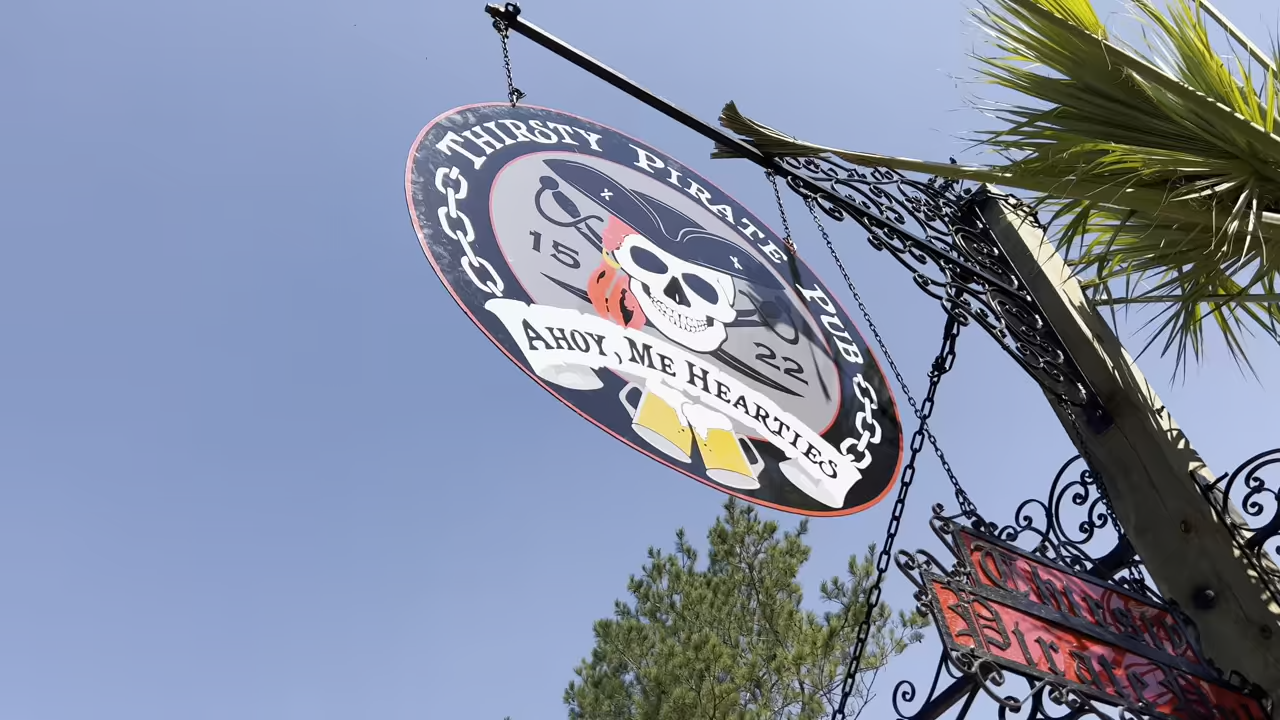 THIRSTY PIRATE PUB
15 22
AHOY, ME HEARTIES
Thirsty
Pirate